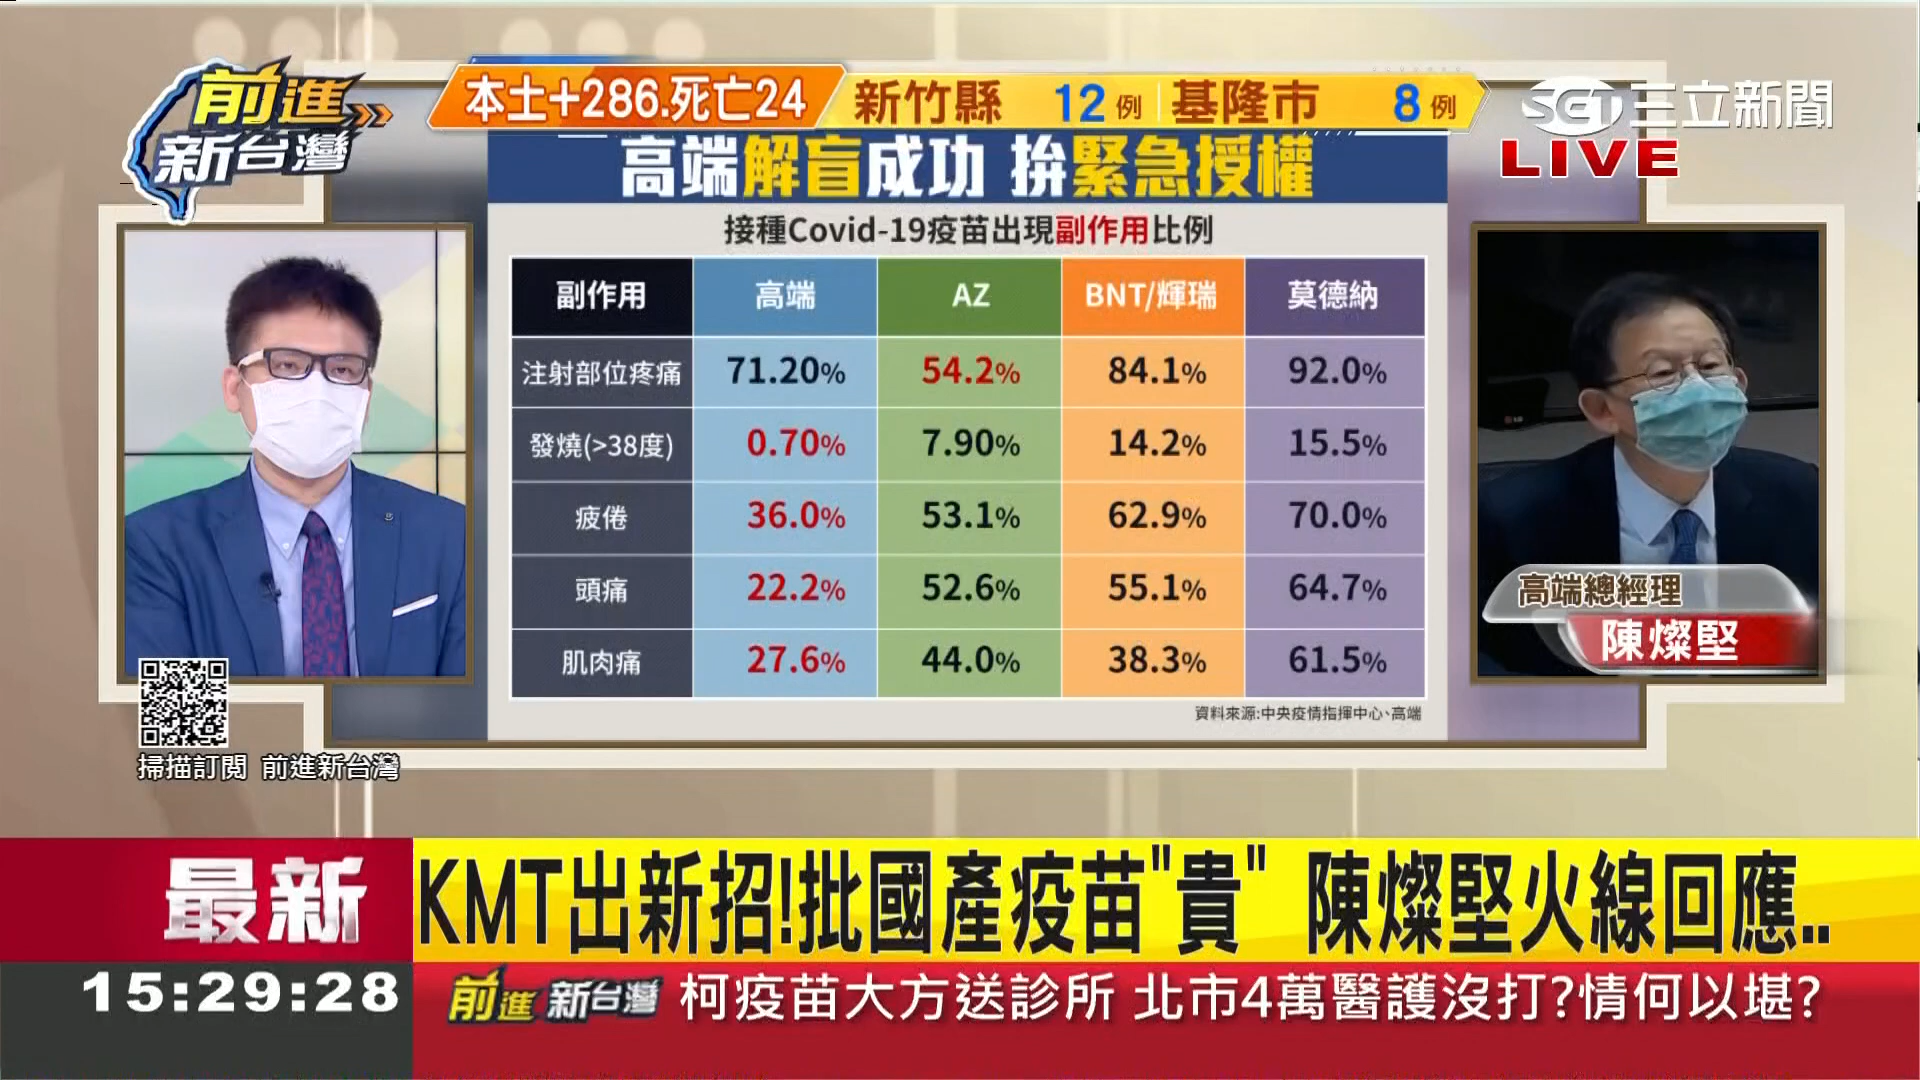 前進
新台灣
本土+286.死亡24
新竹縣 12例 基隆市 8例
SET三立新聞
LIVE
高端解盲成功 拚緊急授權
接種Covid-19疫苗出現副作用比例
副作用 高端 AZ BNT/輝瑞 莫德納
注射部位疼痛 71.20% 54.2% 84.1% 92.0%
發燒(>38度) 0.70% 7.90% 14.2% 15.5%
疲倦 36.0% 53.1% 62.9% 70.0%
頭痛 22.2% 52.6% 55.1% 64.7%
肌肉痛 27.6% 44.0% 38.3% 61.5%
資料來源:中央疫情指揮中心、高端
高端總經理
陳燦堅
掃描訂閱 前進新台灣
最新
KMT出新招!批國產疫苗"貴" 陳燦堅火線回應..
15:29:28
前進新台灣 柯疫苗大方送診所 北市4萬醫護沒打?情何以堪?